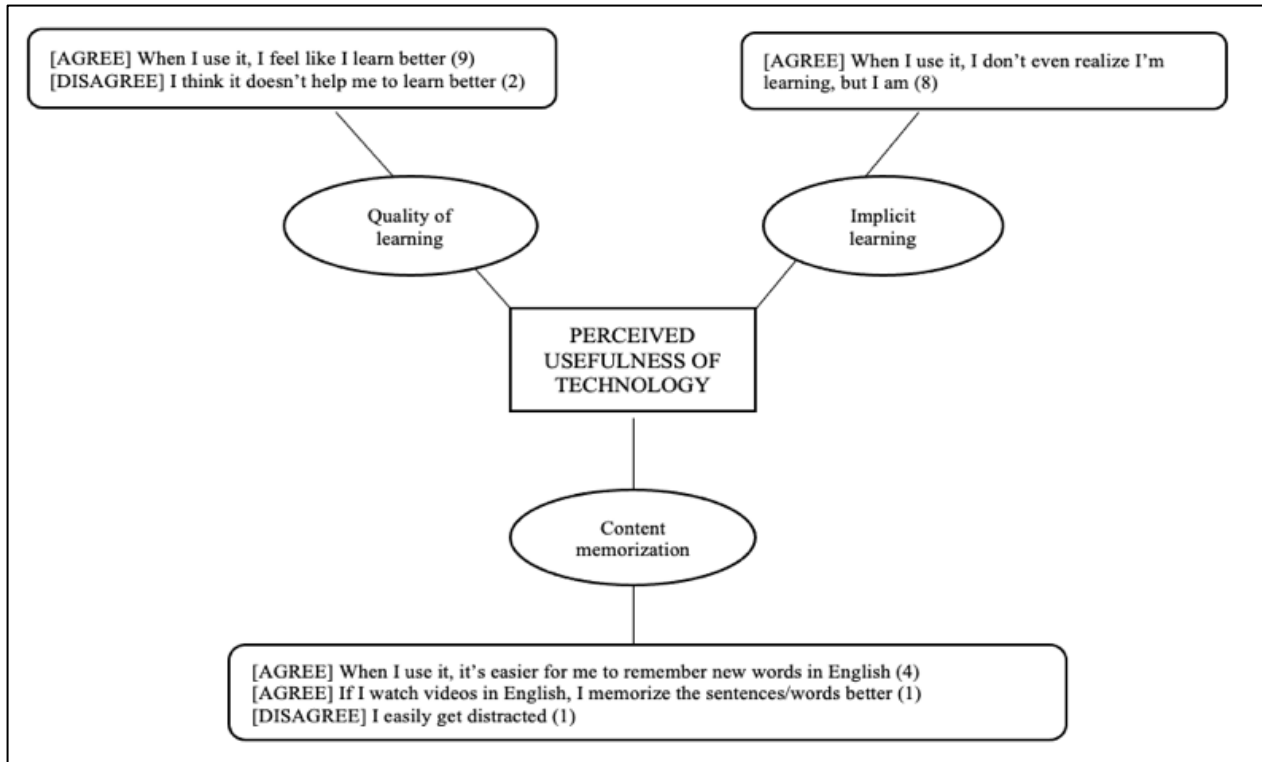 [AGREE] When I use it, I feel like I learn better (9)
[DISAGREE] I think it doesn’t help me to learn better (2)
[AGREE] When I use it, I don’t even realize I’m
learning, but I am (8)
Quality of
learning
Implicit
learning
PERCEIVED
USEFULNESS OF
TECHNOLOGY
Content
memorization
[AGREE] When I use it, it’s easier for me to remember new words in English (4)
[AGREE] If I watch videos in English, I memorize the sentences/words better (1)
[DISAGREE] I easily get distracted (1)